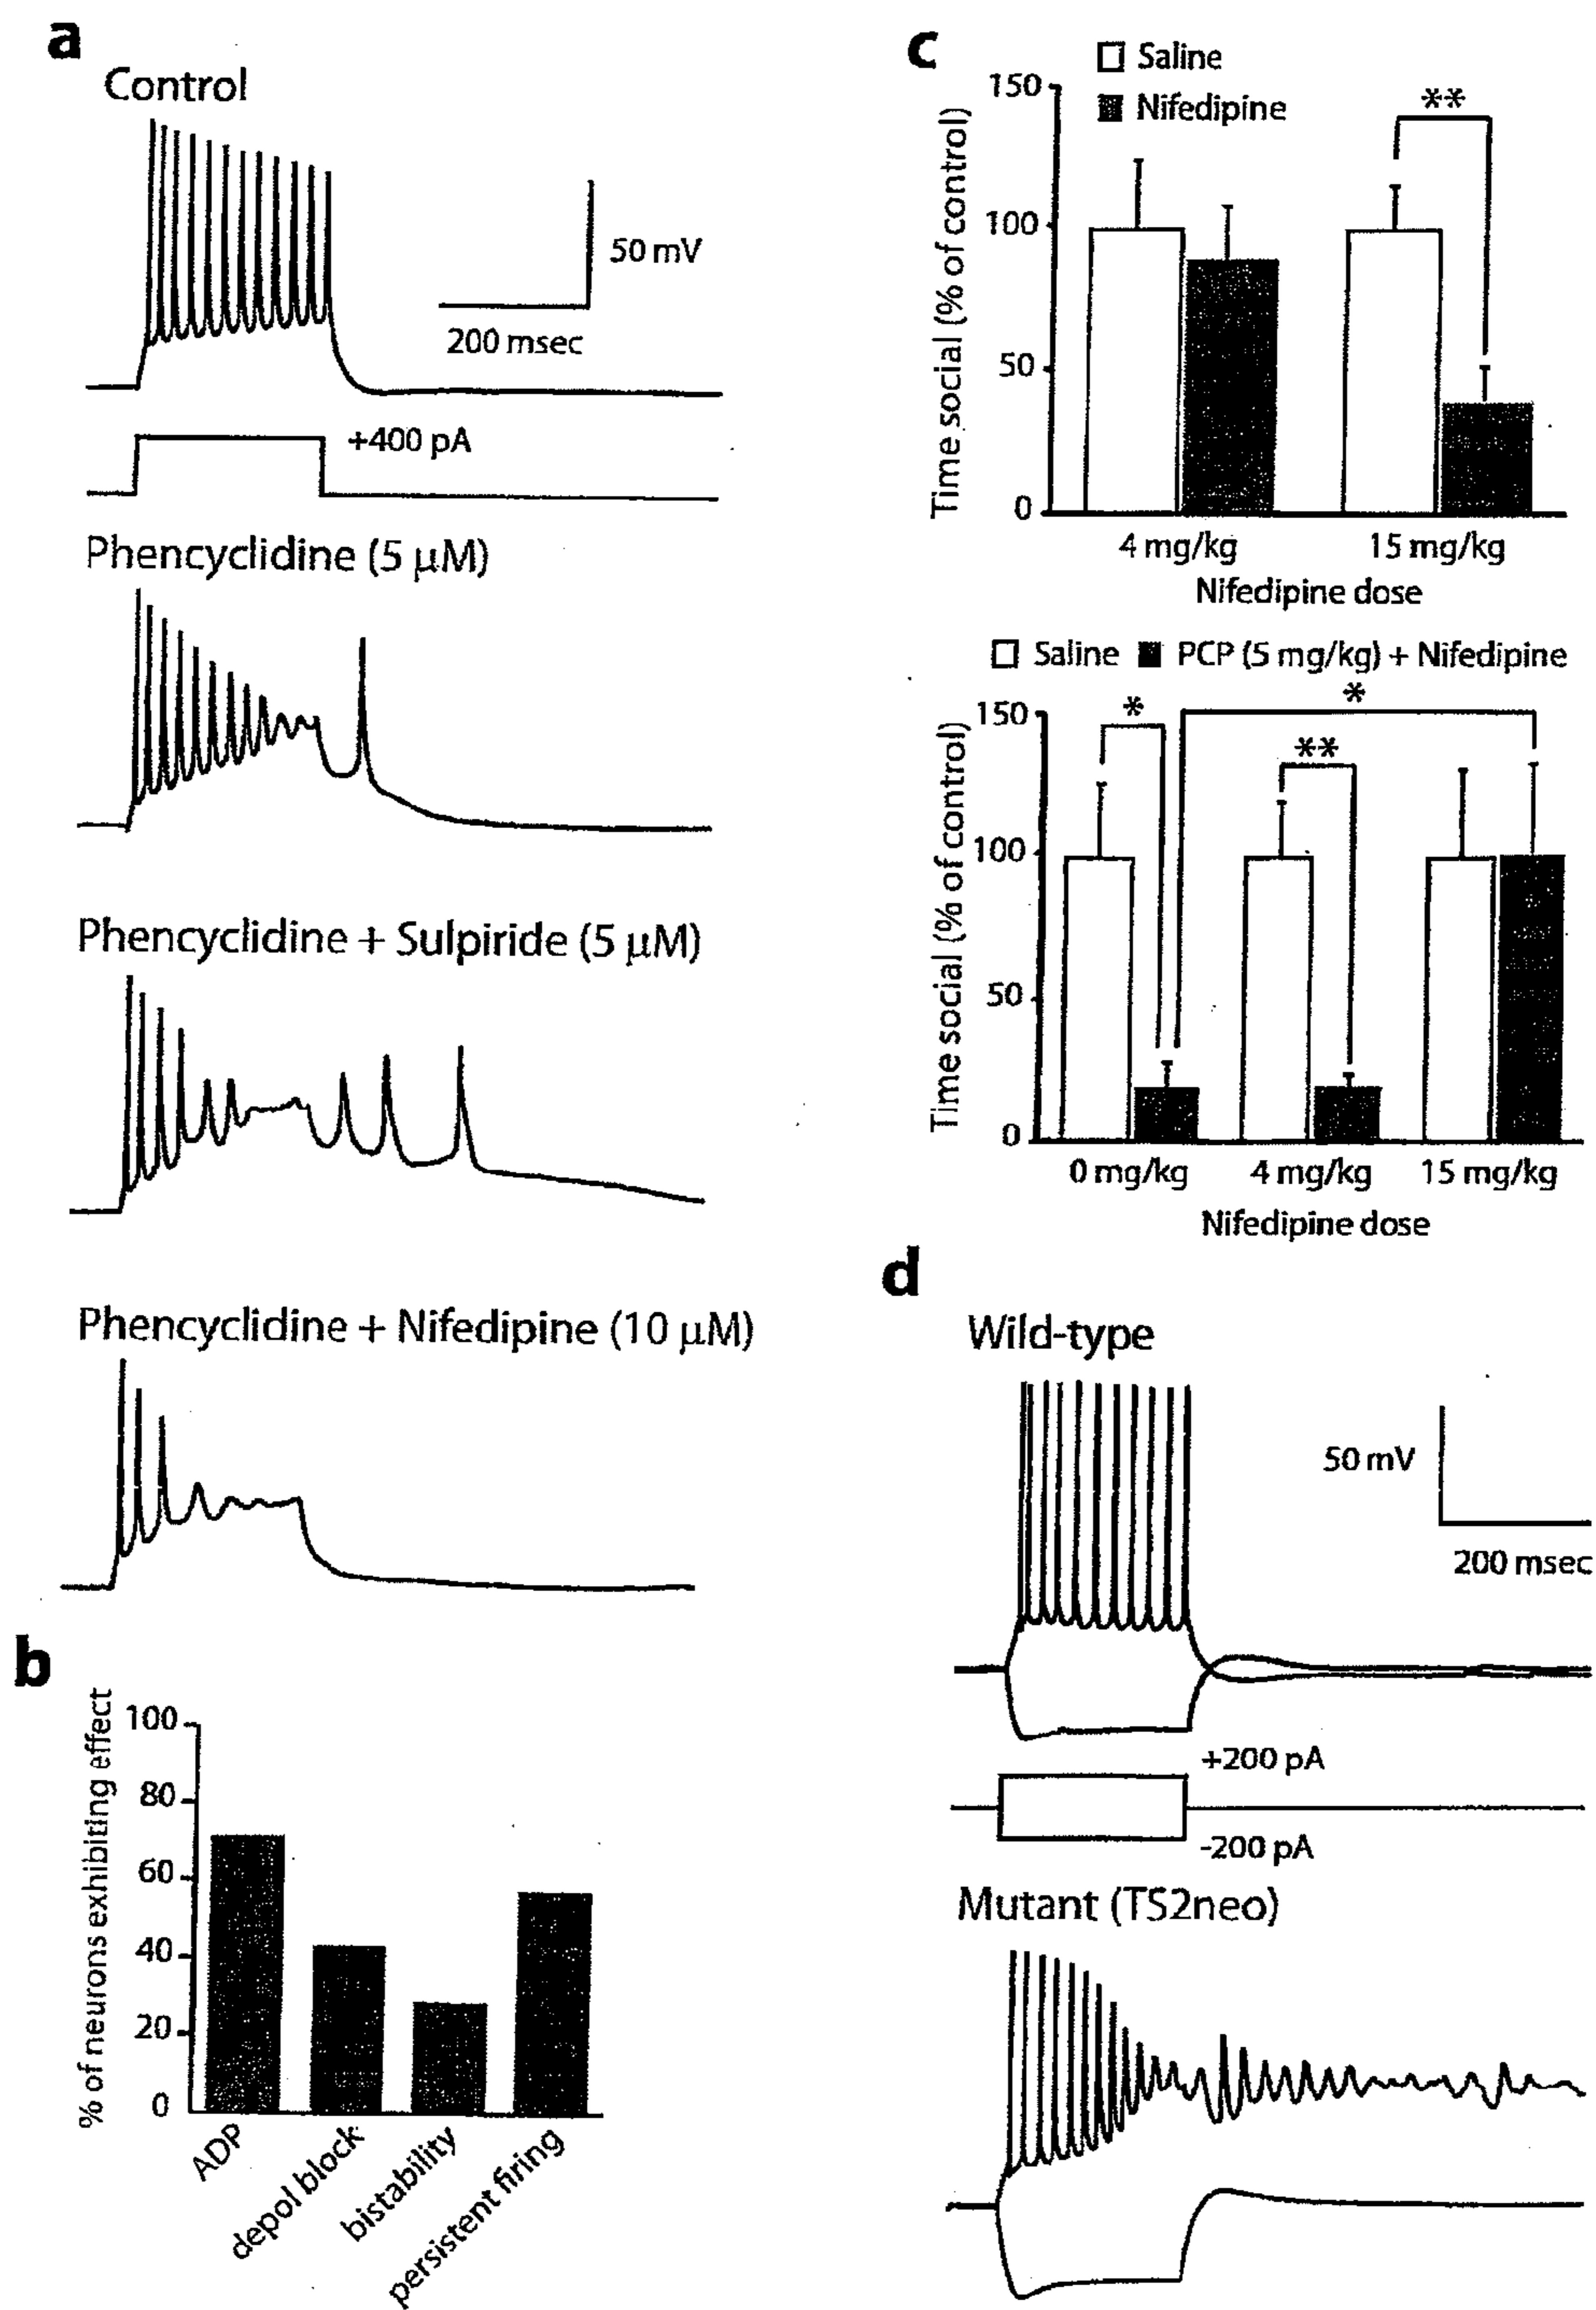 a
Control
50 mV
200 msec
+400 pA
Phencyclidine (5 µM)
Phencyclidine + Sulpiride (5 µM)
Phencyclidine + Nifedipine (10 µM)
b
% of neurons exhibiting effect
100
80
60
40
20
0
ADP
depol block
bistability
persistent firing
c
Saline
Nifedipine
Time social (% of control)
150
100
50
0
**
4 mg/kg
15 mg/kg
Nifedipine dose
Saline
PCP (5 mg/kg) + Nifedipine
Time social (% of control)
150
100
50
0
*
**
*
0 mg/kg
4 mg/kg
15 mg/kg
Nifedipine dose
d
Wild-type
50 mV
200 msec
+200 pA
-200 pA
Mutant (TS2neo)